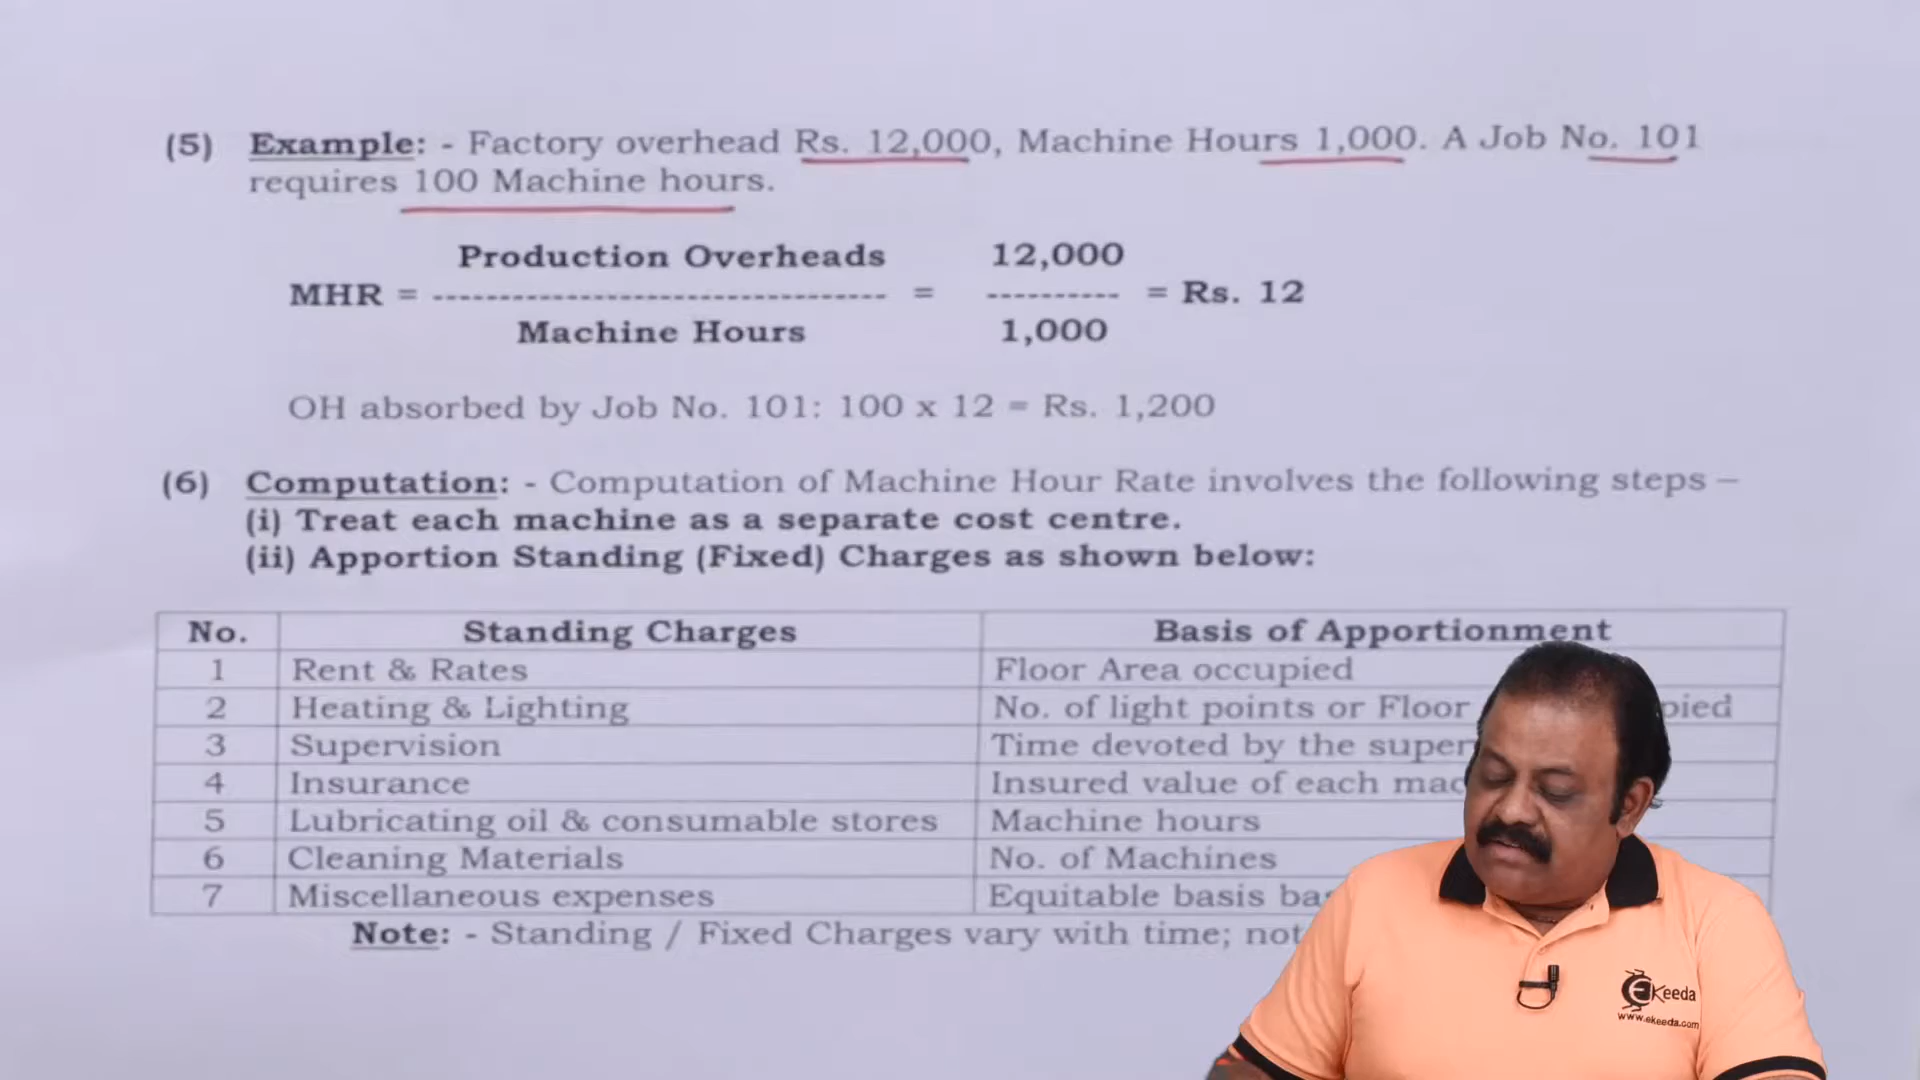 (5) Example: - Factory overhead Rs. 12,000, Machine Hours 1,000. A Job No. 101
requires 100 Machine hours.
MHR = Production Overheads / Machine Hours = 12,000 / 1,000 = Rs. 12
OH absorbed by Job No. 101: 100 x 12 = Rs. 1,200
(6) Computation: - Computation of Machine Hour Rate involves the following steps –
(i) Treat each machine as a separate cost centre.
(ii) Apportion Standing (Fixed) Charges as shown below:
No. Standing Charges Basis of Apportionment
1 Rent & Rates Floor Area occupied
2 Heating & Lighting No. of light points or Floor
3 Supervision Time devoted by the
4 Insurance Insured value of each
5 Lubricating oil & consumable stores Machine hours
6 Cleaning Materials No. of Machines
7 Miscellaneous expenses Equitable basis
Note: - Standing / Fixed Charges vary with time; not
EKeeda
www.ekeeda.com